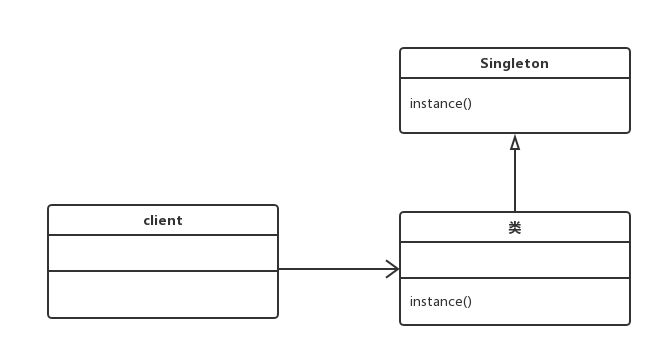 Singleton
instance()
client
类
instance()